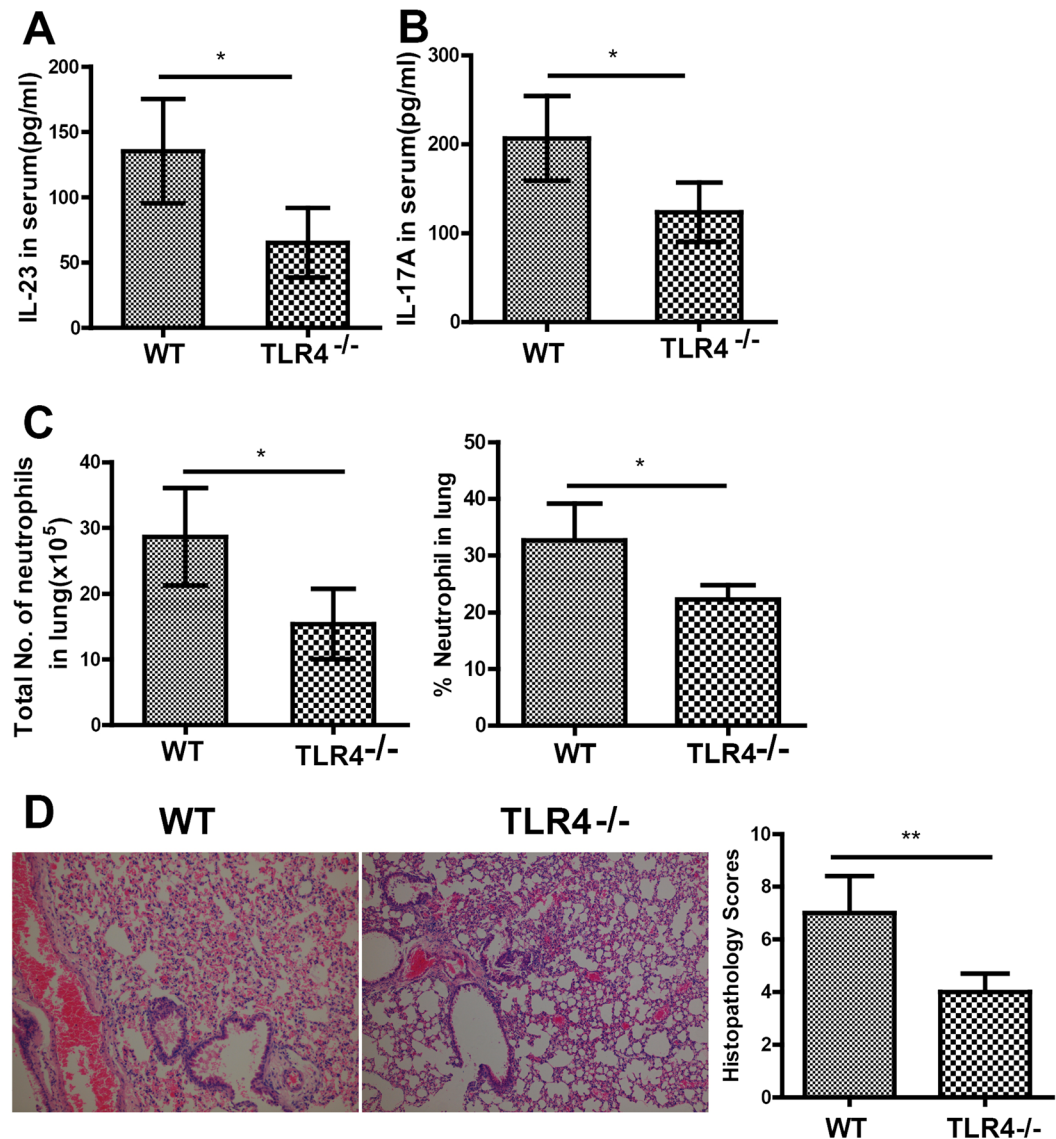 A
IL-23 in serum(pg/ml)
200
150
100
50
0
*
WT
TLR4-/-
B
IL-17A in serum(pg/ml)
300
200
100
0
*
WT
TLR4-/-
C
Total No. of neutrophils
in lung(x10⁵)
40
30
20
10
0
*
WT
TLR4-/-
% Neutrophil in lung
50
40
30
20
10
0
*
WT
TLR4-/-
D
WT
TLR4-/-
Histopathology Scores
10
8
6
4
2
0
**
WT
TLR4-/-